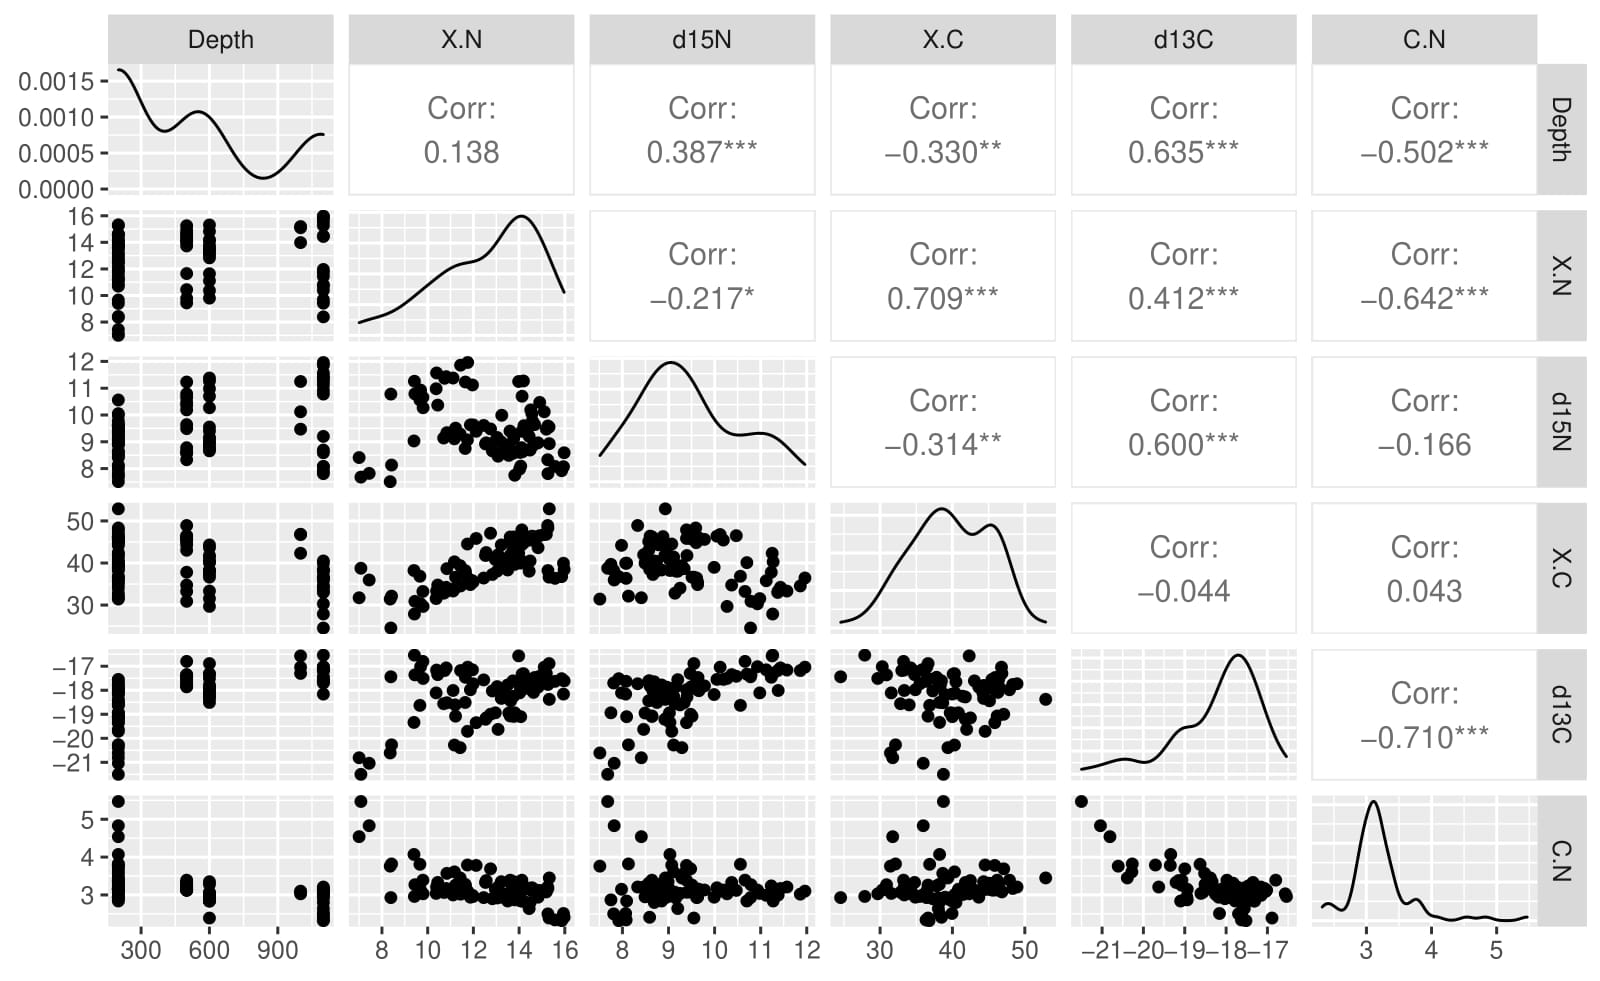 Depth X.N d15N X.C d13C C.N
0.0015
0.0010
0.0005
0.0000
Corr:
0.138
Corr:
0.387***
Corr:
−0.330**
Corr:
0.635***
Corr:
−0.502***
Depth
16
14
12
10
8
Corr:
−0.217*
Corr:
0.709***
Corr:
0.412***
Corr:
−0.642***
X.N
12
11
10
9
8
Corr:
−0.314**
Corr:
0.600***
Corr:
−0.166
d15N
50
40
30
Corr:
−0.044
Corr:
0.043
X.C
−17
−18
−19
−20
−21
Corr:
−0.710***
d13C
5
4
3
C.N
300 600 900 8 10 12 14 16 8 9 10 11 12 30 40 50 −21 −20 −19 −18 −17 3 4 5